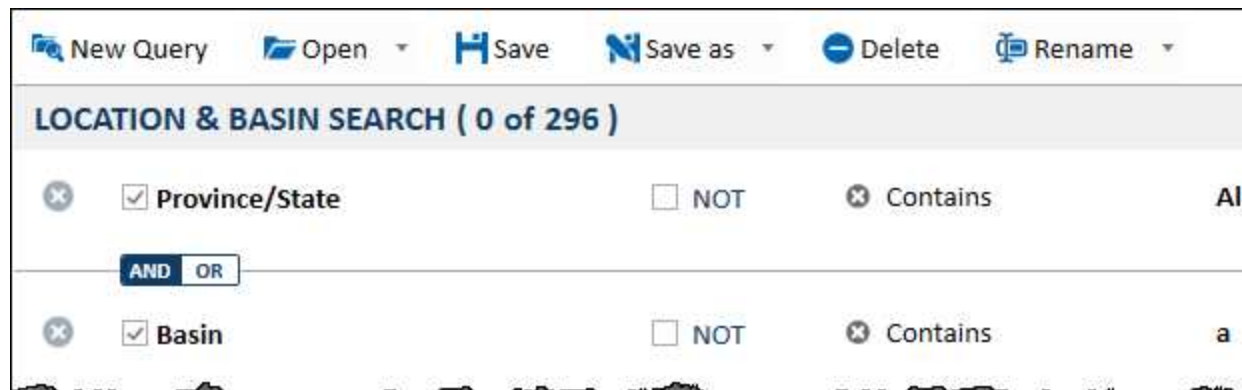 New Query Open Save Save as Delete Rename
LOCATION & BASIN SEARCH ( 0 of 296 )
Province/State NOT Contains Al
AND OR
Basin NOT Contains a